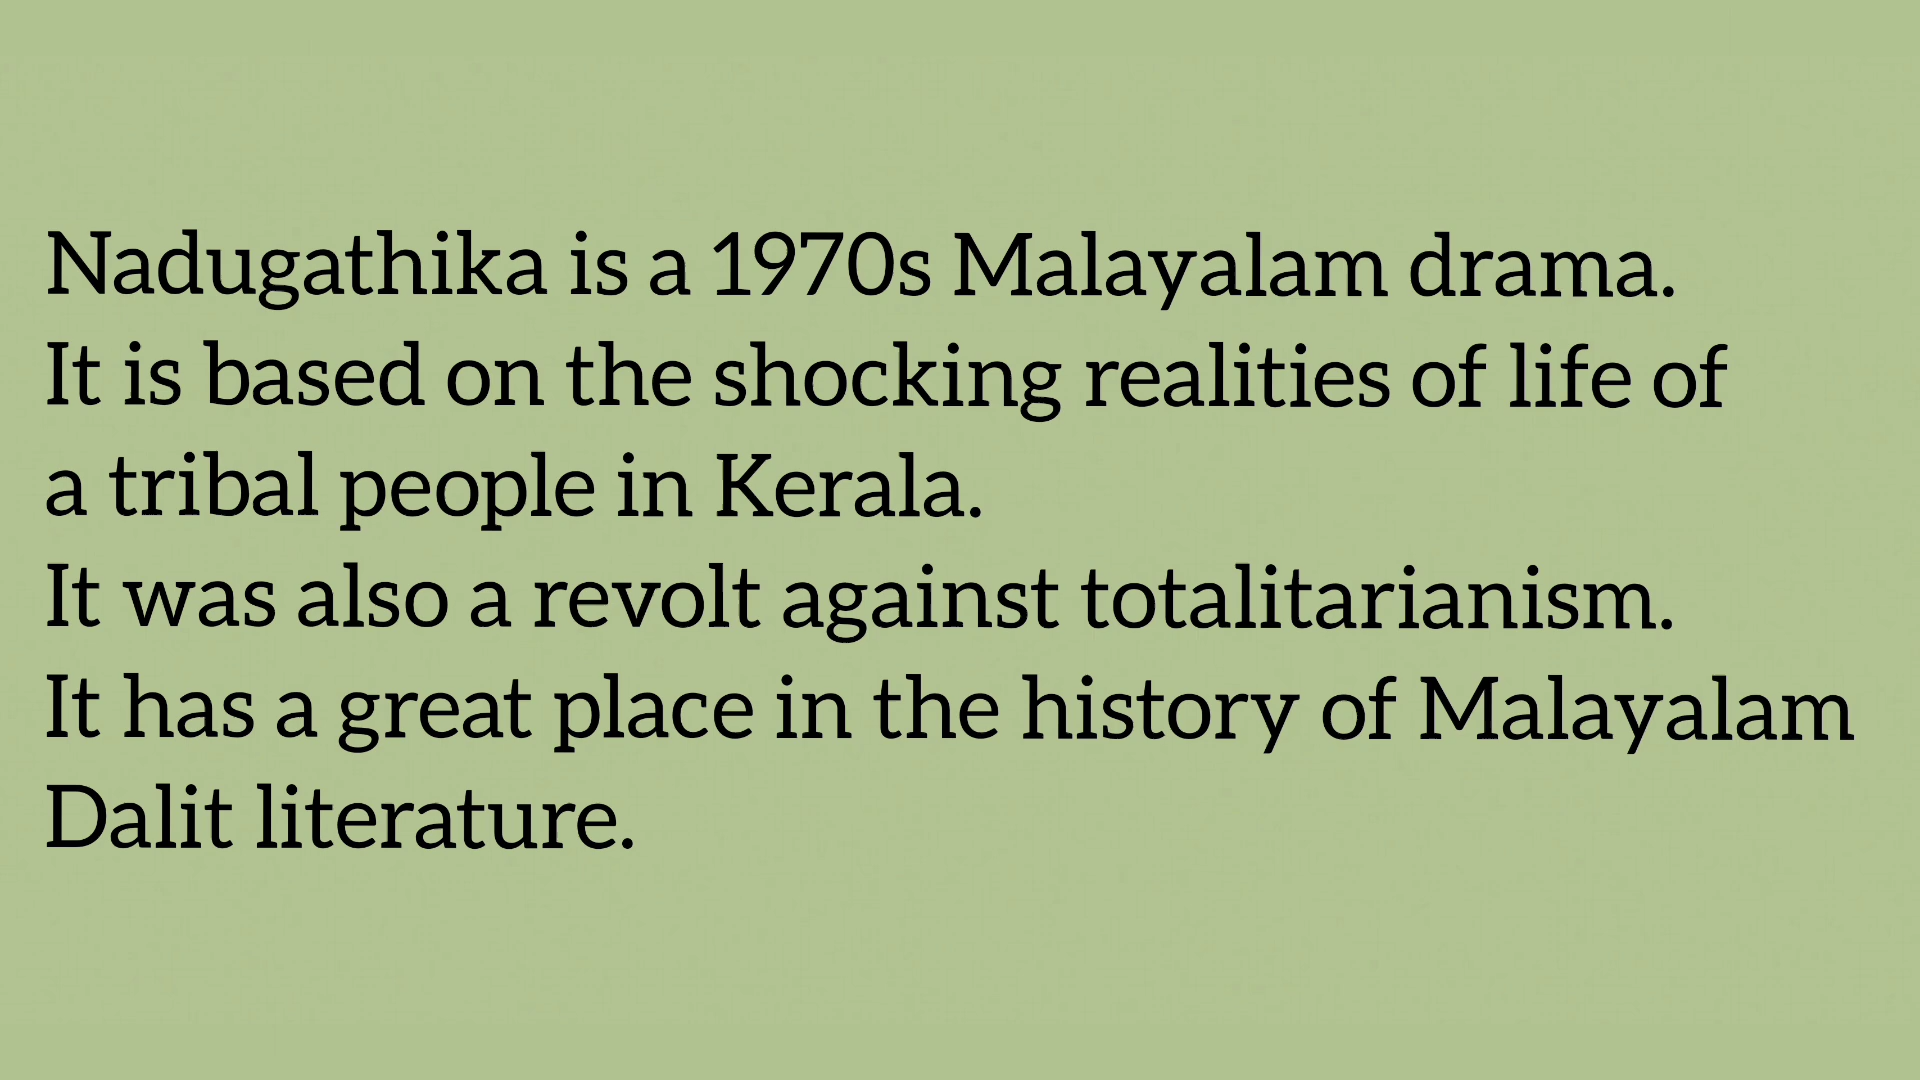 Nadugathika is a 1970s Malayalam drama.
It is based on the shocking realities of life of
a tribal people in Kerala.
It was also a revolt against totalitarianism.
It has a great place in the history of Malayalam
Dalit literature.